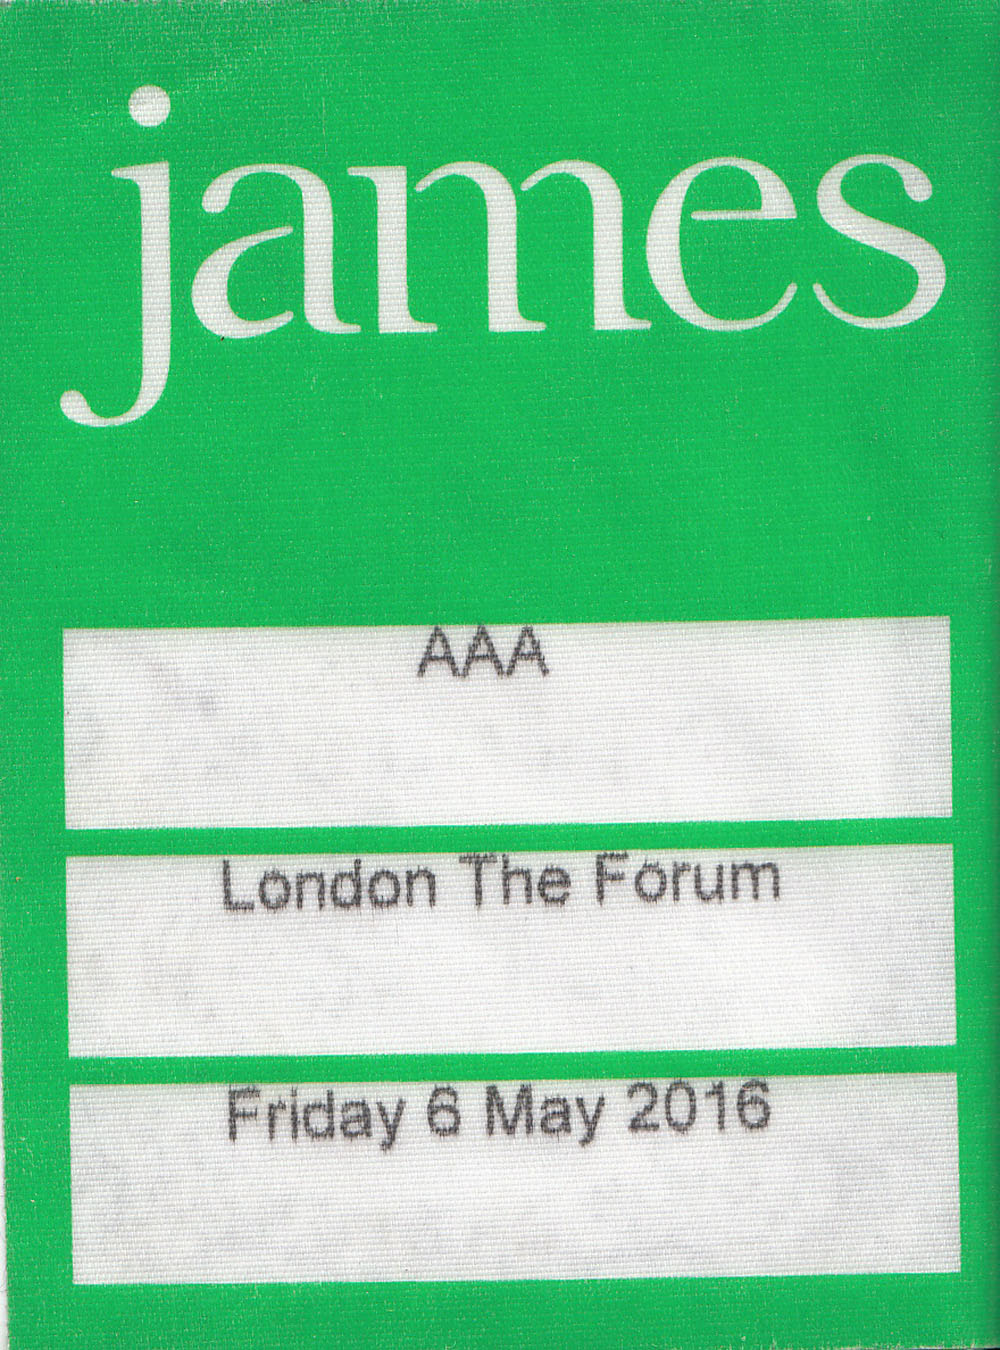 james
AAA
London The Forum
Friday 6 May 2016